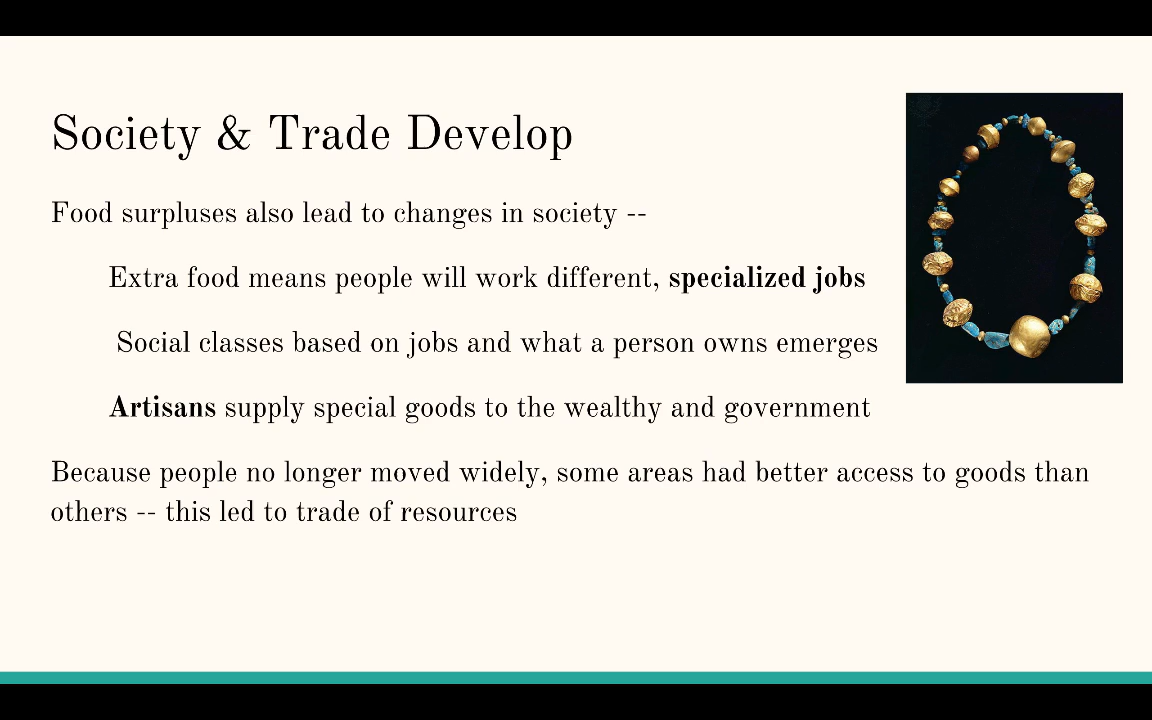 Society & Trade Develop
Food surpluses also lead to changes in society --
Extra food means people will work different, specialized jobs
Social classes based on jobs and what a person owns emerges
Artisans supply special goods to the wealthy and government
Because people no longer moved widely, some areas had better access to goods than
others -- this led to trade of resources